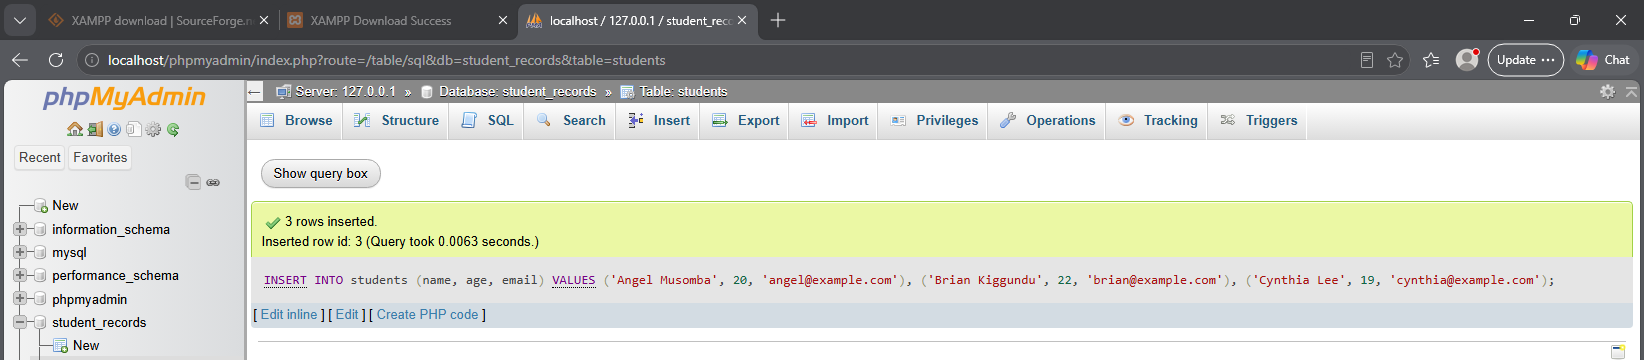 XAMPP download | SourceForge.n
XAMPP Download Success
localhost / 127.0.0.1 / student_rec
localhost/phpmyadmin/index.php?route=/table/sql&db=student_records&table=students
Update
Chat
phpMyAdmin
Server: 127.0.0.1 » Database: student_records » Table: students
Browse Structure SQL Search Insert Export Import Privileges Operations Tracking Triggers
Recent Favorites
New
information_schema
mysql
performance_schema
phpmyadmin
student_records
New
Show query box
3 rows inserted.
Inserted row id: 3 (Query took 0.0063 seconds.)
INSERT INTO students (name, age, email) VALUES ('Angel Musomba', 20, 'angel@example.com'), ('Brian Kiggundu', 22, 'brian@example.com'), ('Cynthia Lee', 19, 'cynthia@example.com');
[ Edit inline ] [ Edit ] [ Create PHP code ]